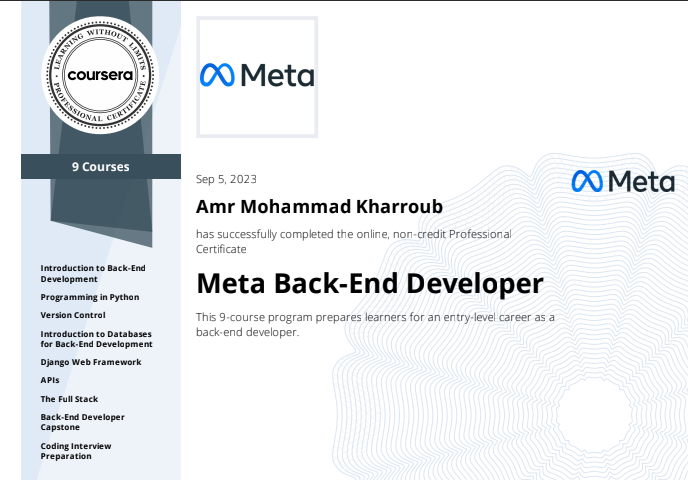 LEARNING WITHOUT LIMITS
coursera
PROFESSIONAL CERTIFICATE
9 Courses
Introduction to Back-End
Development
Programming in Python
Version Control
Introduction to Databases
for Back-End Development
Django Web Framework
APIs
The Full Stack
Back-End Developer
Capstone
Coding Interview
Preparation
Meta
Sep 5, 2023
Amr Mohammad Kharroub
has successfully completed the online, non-credit Professional
Certificate
Meta Back-End Developer
This 9-course program prepares learners for an entry-level career as a
back-end developer.
Meta